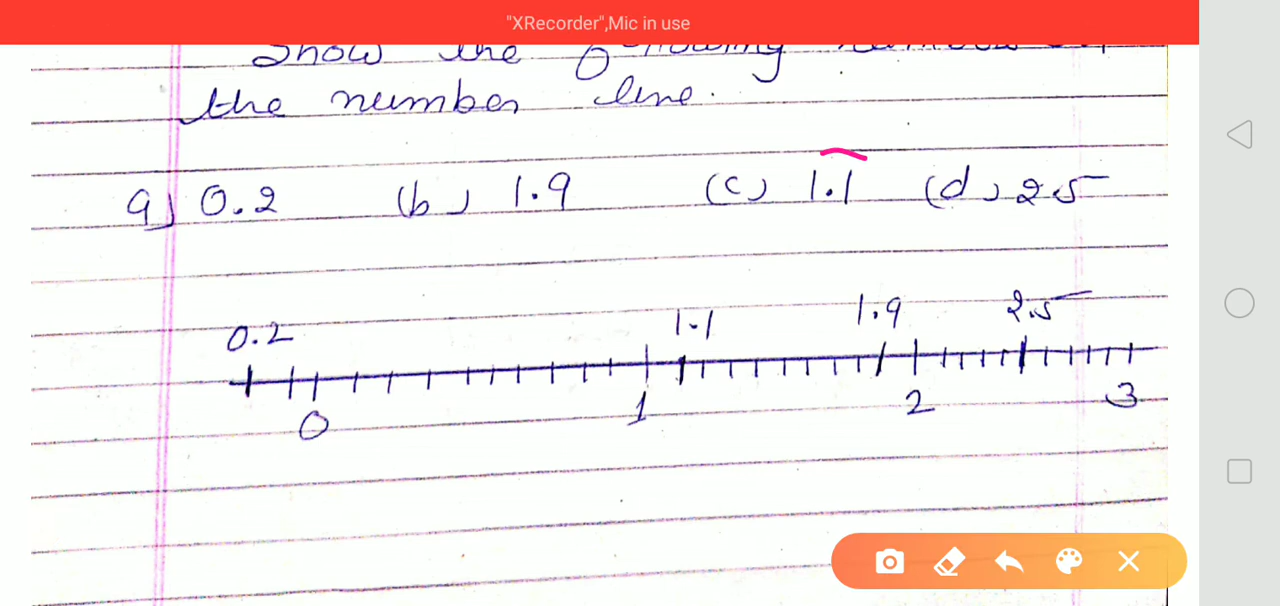 "XRecorder",Mic in use
Show the following
the number line.
a) 0.2 (b) 1.9 (c) 1.1 (d) 2.5
0.2 1.1 1.9 2.5
0 1 2 3